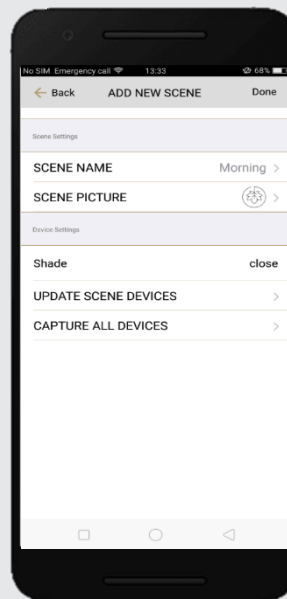 No SIM Emergency call 13:33 68%
Back ADD NEW SCENE Done
Scene Settings
SCENE NAME Morning
SCENE PICTURE
Device Settings
Shade close
UPDATE SCENE DEVICES
CAPTURE ALL DEVICES